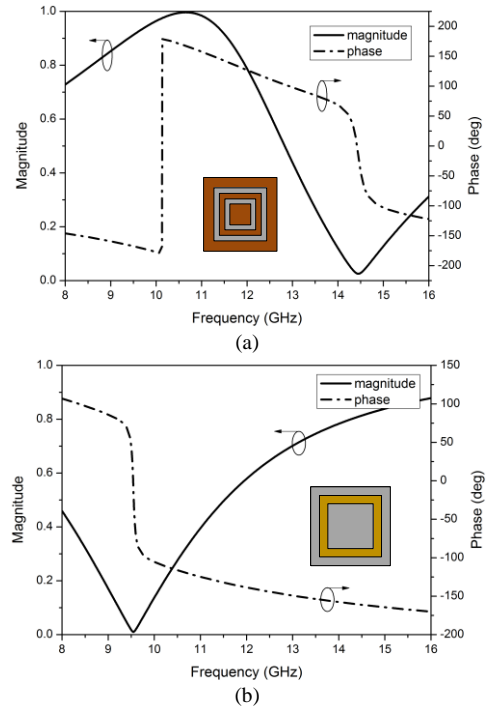 magnitude
phase
1.0
0.8
0.6
0.4
0.2
0.0
Magnitude
200
150
100
50
0
-50
-100
-150
-200
Phase (deg)
8 9 10 11 12 13 14 15 16
Frequency (GHz)
(a)
magnitude
phase
1.0
0.8
0.6
0.4
0.2
0.0
Magnitude
150
100
50
0
-50
-100
-150
-200
Phase (deg)
8 9 10 11 12 13 14 15 16
Frequency (GHz)
(b)